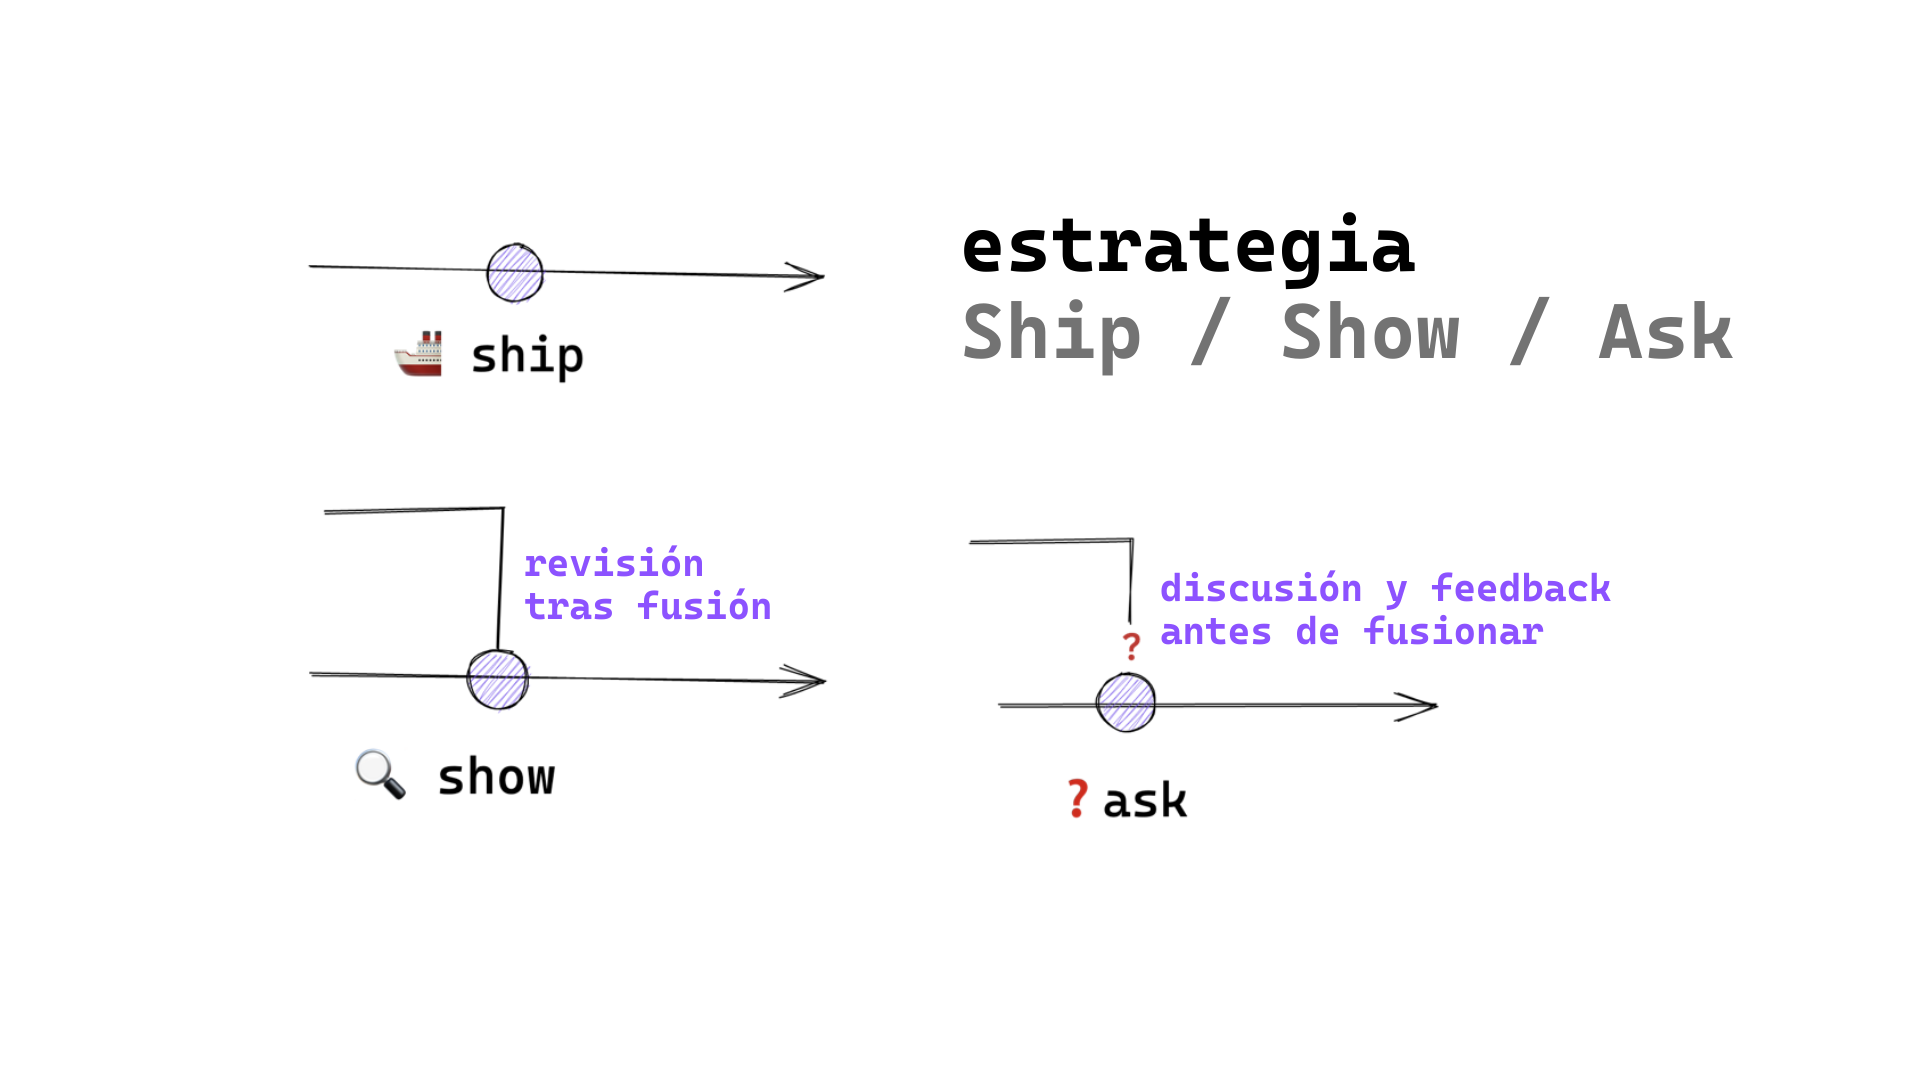 estrategia
Ship / Show / Ask
ship
revisión
tras fusión
show
discusión y feedback
antes de fusionar
?
? ask